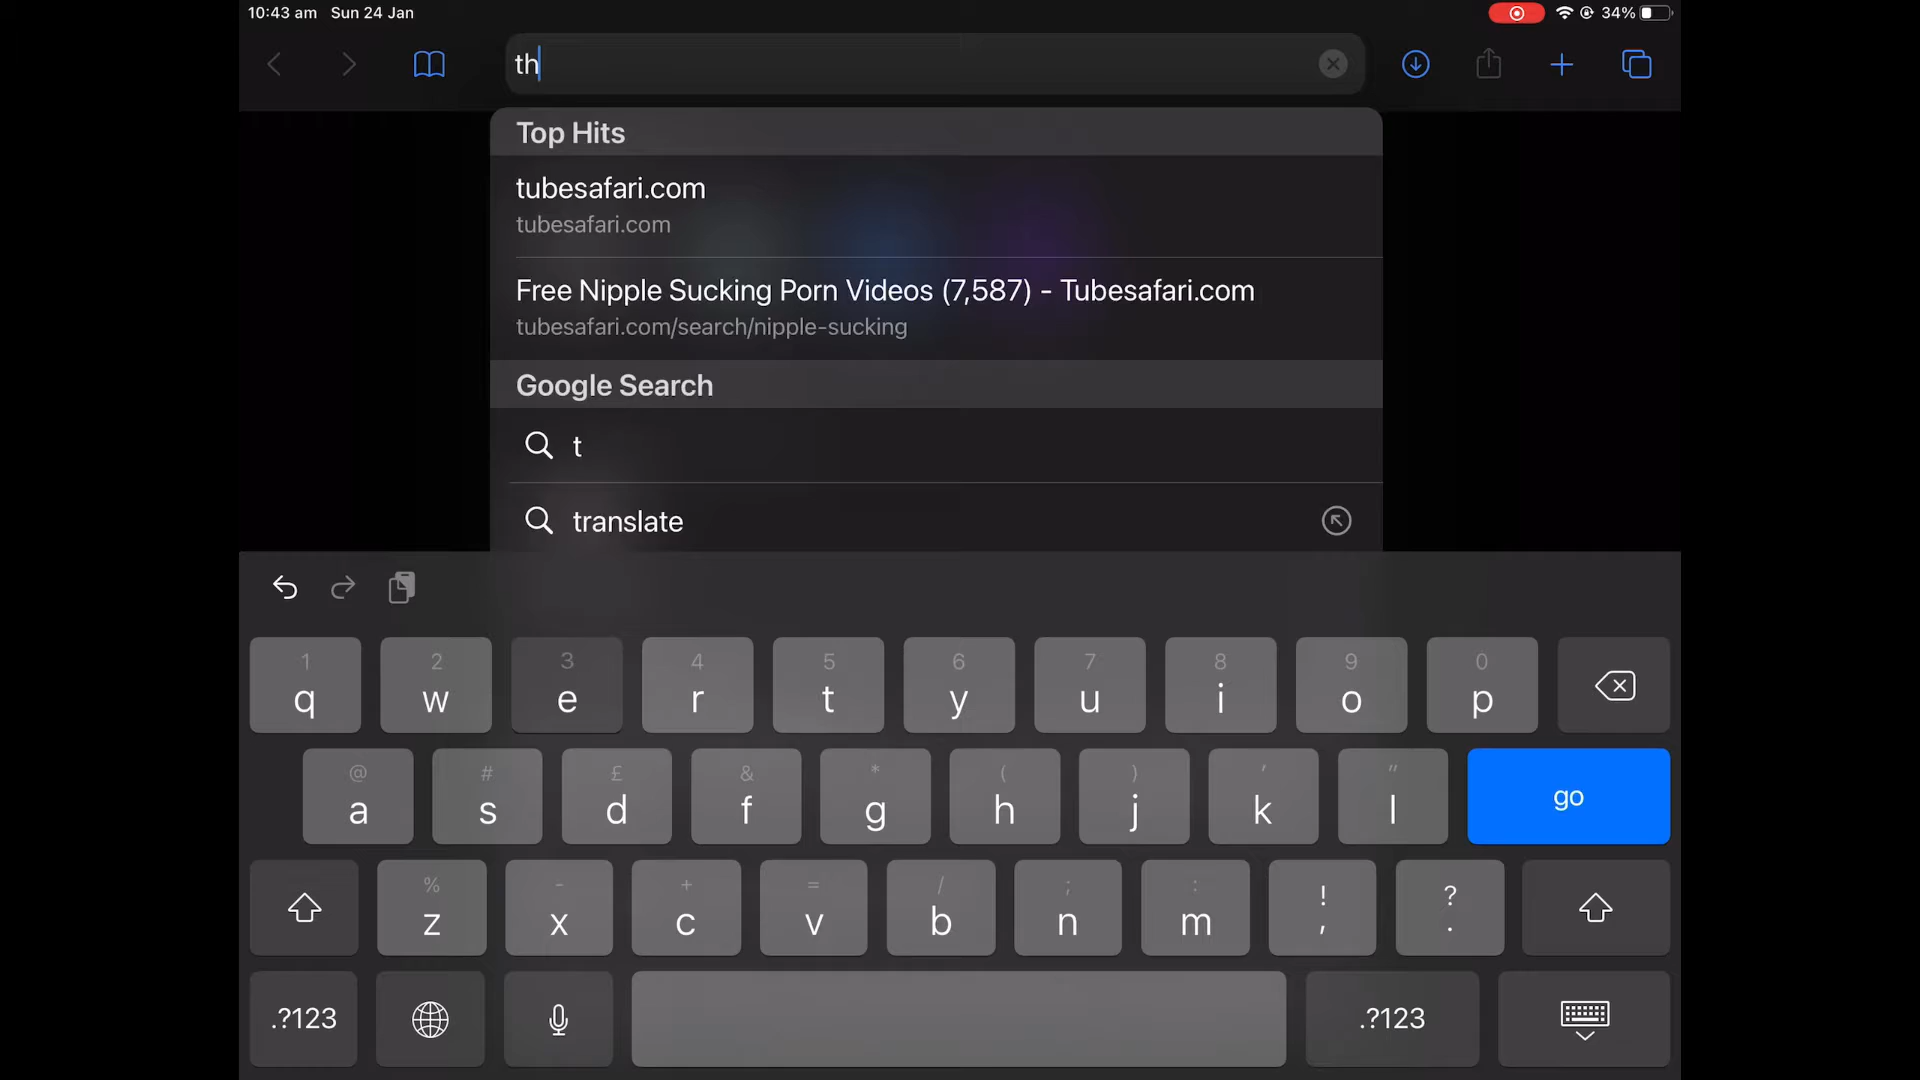 10:43 am Sun 24 Jan
34%
th
Top Hits
tubesafari.com
tubesafari.com
Free Nipple Sucking Porn Videos (7,587) - Tubesafari.com
tubesafari.com/search/nipple-sucking
Google Search
t
translate
1 2 3 4 5 6 7 8 9 0
q w e r t y u i o p
@ # £ & * ( ) ' "
a s d f g h j k l go
% - + = / ; : ! ?
z x c v b n m , .
.?123 .?123